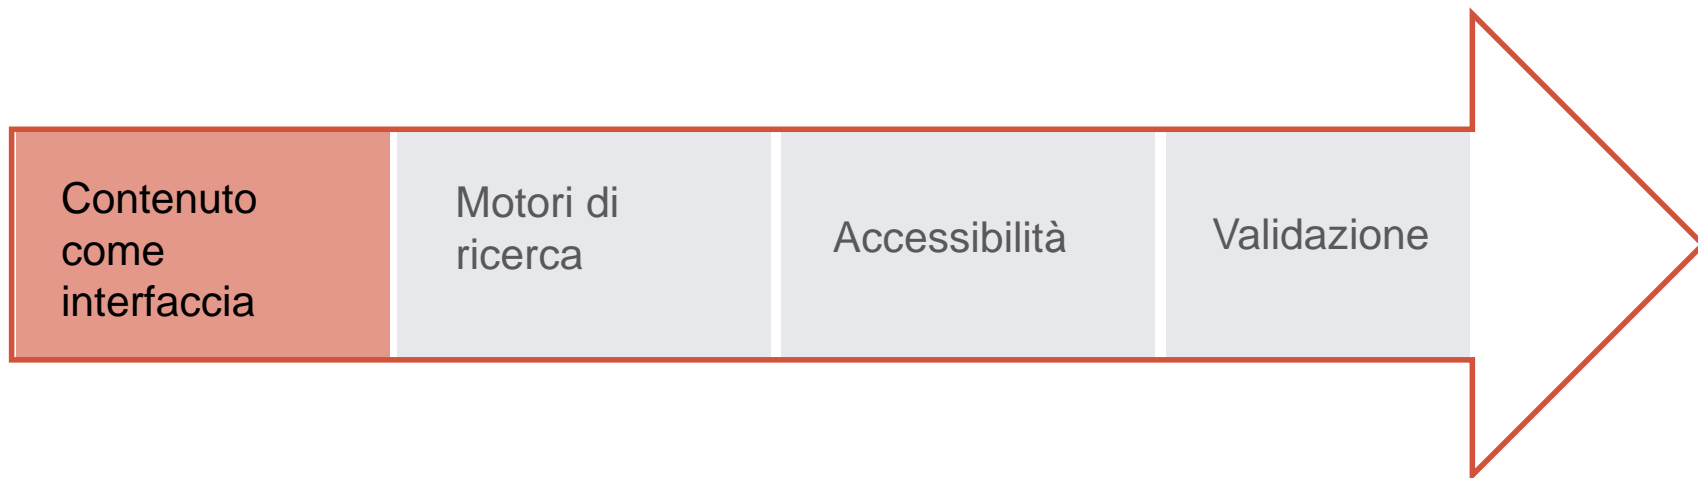 Contenuto
come
interfaccia
Motori di
ricerca
Accessibilità
Validazione